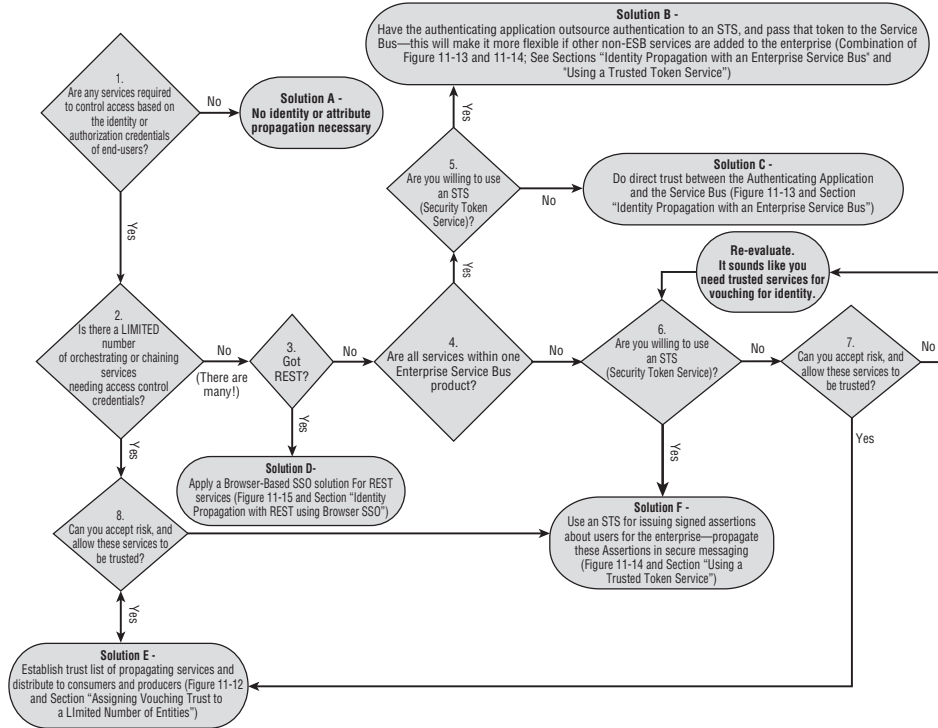 Solution B -
Have the authenticating application outsource authentication to an STS, and pass that token to the Service
Bus—this will make it more flexible if other non-ESB services are added to the enterprise (Combination of
Figure 11-13 and 11-14; See Sections "Identity Propagation with an Enterprise Service Bus" and
"Using a Trusted Token Service")
1.
Are any services required
to control access based on
the identity or
authorization credentials
of end-users?
No
Solution A -
No identity or attribute
propagation necessary
Yes
Yes
5.
Are you willing to use
an STS
(Security Token
Service)?
No
Solution C -
Do direct trust between the Authenticating Application
and the Service Bus (Figure 11-13 and Section
"Identity Propagation with an Enterprise Service Bus")
Yes
Re-evaluate.
It sounds like you
need trusted services for
vouching for identity.
2.
Is there a LIMITED
number
of orchestrating or chaining
services
needing access control
credentials?
No
(There are
many!)
3.
Got
REST?
No
4.
Are all services within one
Enterprise Service Bus
product?
No
6.
Are you willing to use
an STS
(Security Token Service)?
No
7.
Can you accept risk, and
allow these services to
be trusted?
No
Yes
Yes
Yes
Yes
Solution D-
Apply a Browser-Based SSO solution For REST
services (Figure 11-15 and Section "Identity
Propagation with REST using Browser SSO")
8.
Can you accept risk, and
allow these services to
be trusted?
Solution F -
Use an STS for issuing signed assertions
about users for the enterprise—propagate
these Assertions in secure messaging
(Figure 11-14 and Section "Using a
Trusted Token Service")
Yes
Solution E -
Establish trust list of propagating services and
distribute to consumers and producers (Figure 11-12
and Section "Assigning Vouching Trust to
a LImited Number of Entities")